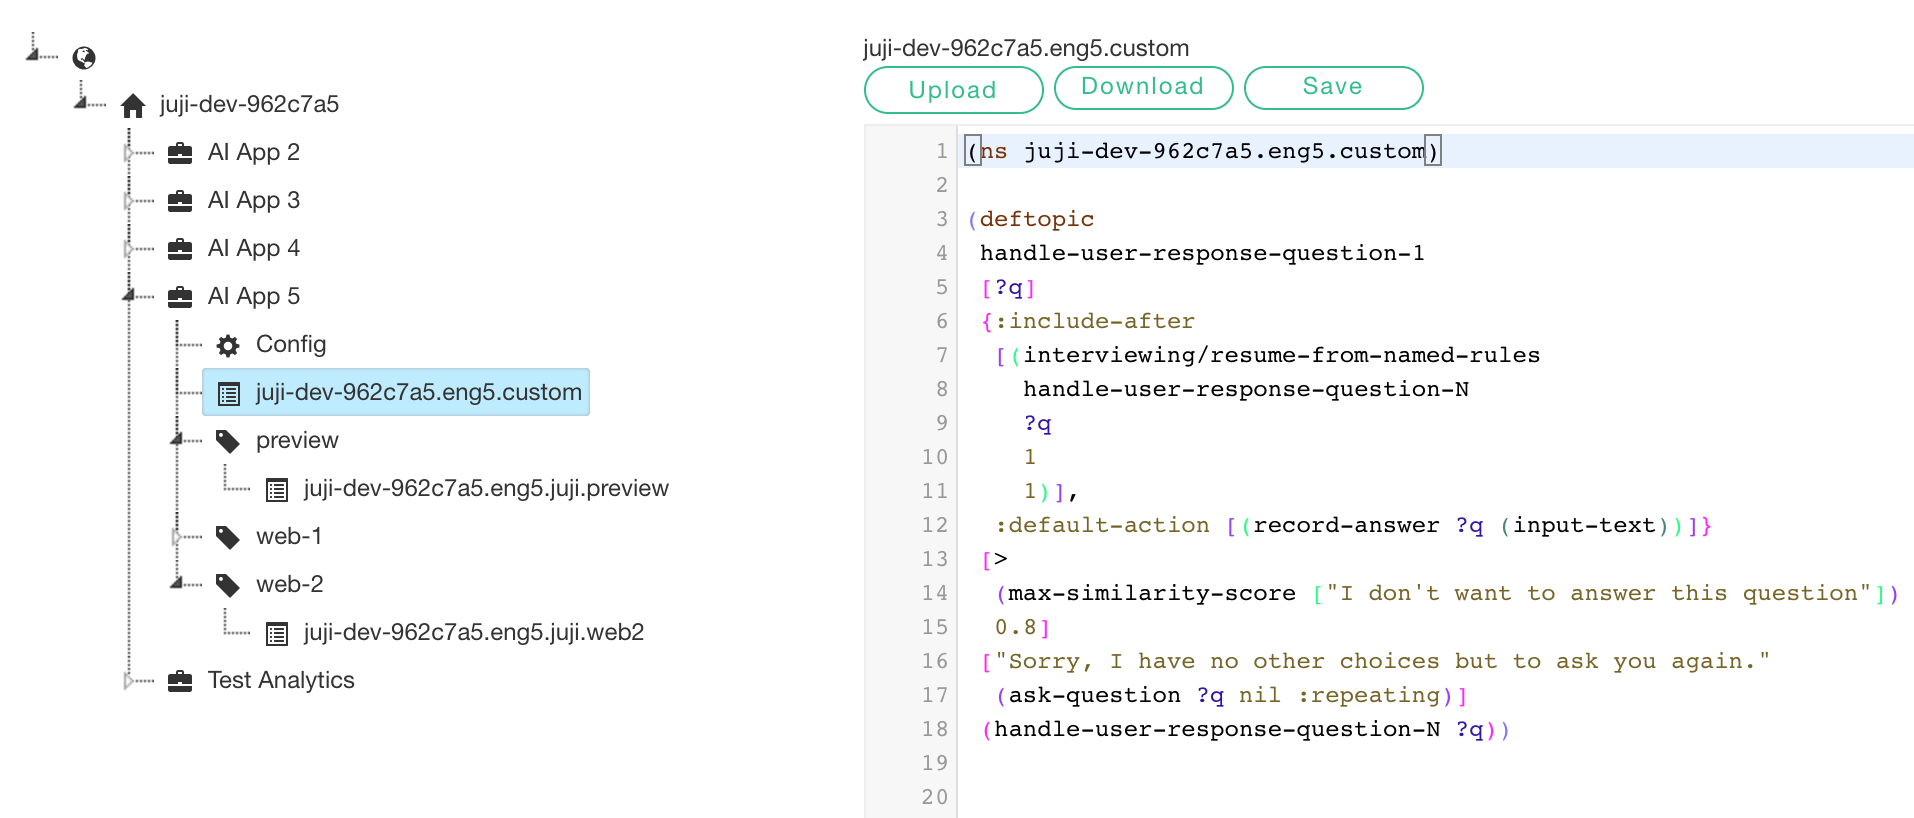 juji-dev-962c7a5
AI App 2
AI App 3
AI App 4
AI App 5
Config
juji-dev-962c7a5.eng5.custom
preview
juji-dev-962c7a5.eng5.juji.preview
web-1
web-2
juji-dev-962c7a5.eng5.juji.web2
Test Analytics
juji-dev-962c7a5.eng5.custom
Upload Download Save
1 (ns juji-dev-962c7a5.eng5.custom)
2
3 (deftopic
4 handle-user-response-question-1
5 [?q]
6 {:include-after
7 [(interviewing/resume-from-named-rules
8 handle-user-response-question-N
9 ?q
10 1
11 1)],
12 :default-action [(record-answer ?q (input-text))]}
13 [>
14 (max-similarity-score ["I don't want to answer this question"])
15 0.8]
16 ["Sorry, I have no other choices but to ask you again."
17 (ask-question ?q nil :repeating)]
18 (handle-user-response-question-N ?q))
19
20